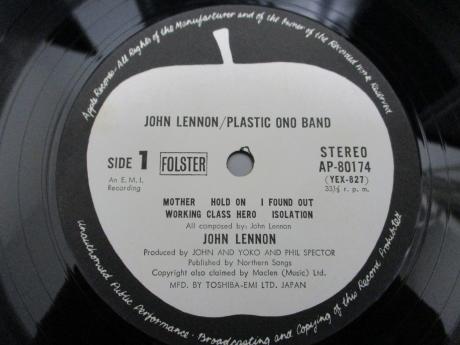 Apple Records · All Rights of the Manufacturer and of the Owner of the Recorded work Reserved
JOHN LENNON/PLASTIC ONO BAND
SIDE 1 FOLSTER STEREO
AP-80174
(YEX-827)
An E.M.I. Recording
33⅓ r. p. m.
MOTHER HOLD ON I FOUND OUT
WORKING CLASS HERO ISOLATION
All composed by: John Lennon
JOHN LENNON
Produced by JOHN and YOKO and PHIL SPECTOR
Published by Northern Songs
Copyright also claimed by Maclen (Music) Ltd.
MFD. BY TOSHIBA-EMI LTD. JAPAN
Unauthorised Public Performance · Broadcasting and Copying of this Record Prohibited